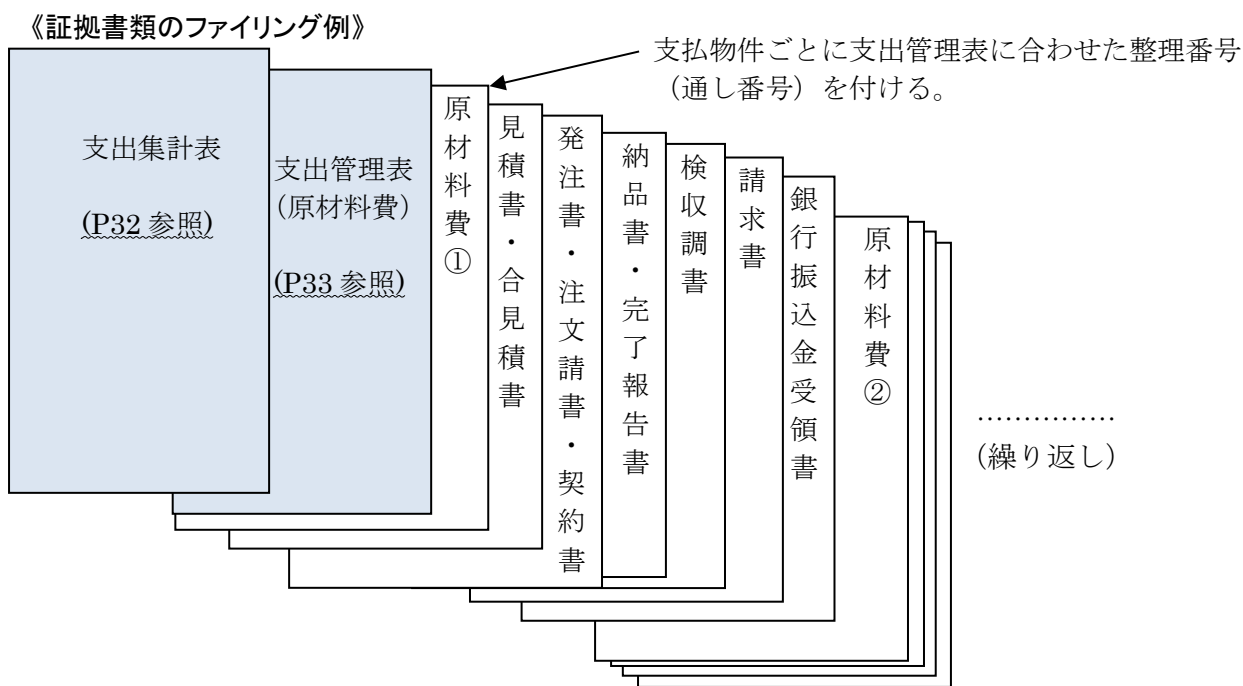 《証拠書類のファイリング例》
支払物件ごとに支出管理表に合わせた整理番号
（通し番号）を付ける。
支出集計表
(P32 参照)
支出管理表
（原材料費）
(P33 参照)
原材料費①
見積書・合見積書
発注書・注文請書・契約書
納品書・完了報告書
検収調書
請求書
銀行振込金受領書
原材料費②
……………
（繰り返し）